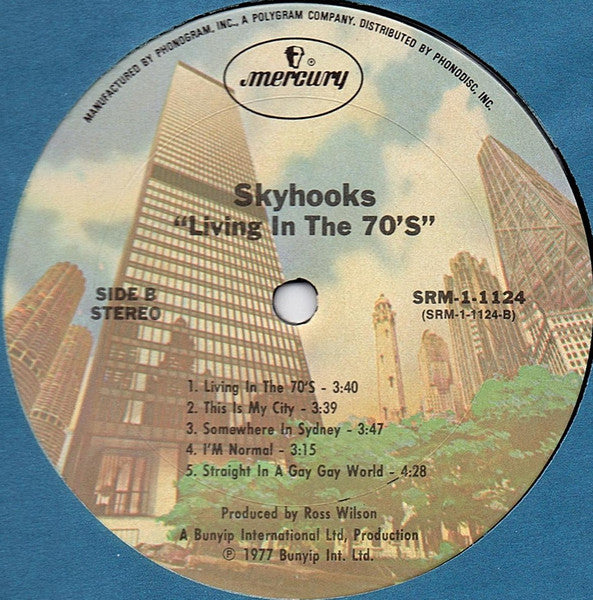 MANUFACTURED BY PHONOGRAM, INC., A POLYGRAM COMPANY. DISTRIBUTED BY PHONODISC, INC.
®
mercury
Skyhooks
"Living In The 70'S"
SIDE B
STEREO
SRM-1-1124
(SRM-1-1124-B)
1. Living In The 70'S - 3:40
2. This Is My City - 3:39
3. Somewhere In Sydney - 3:47
4. I'M Normal - 3:15
5. Straight In A Gay Gay World - 4:28
Produced by Ross Wilson
A Bunyip International Ltd, Production
℗ 1977 Bunyip Int. Ltd.